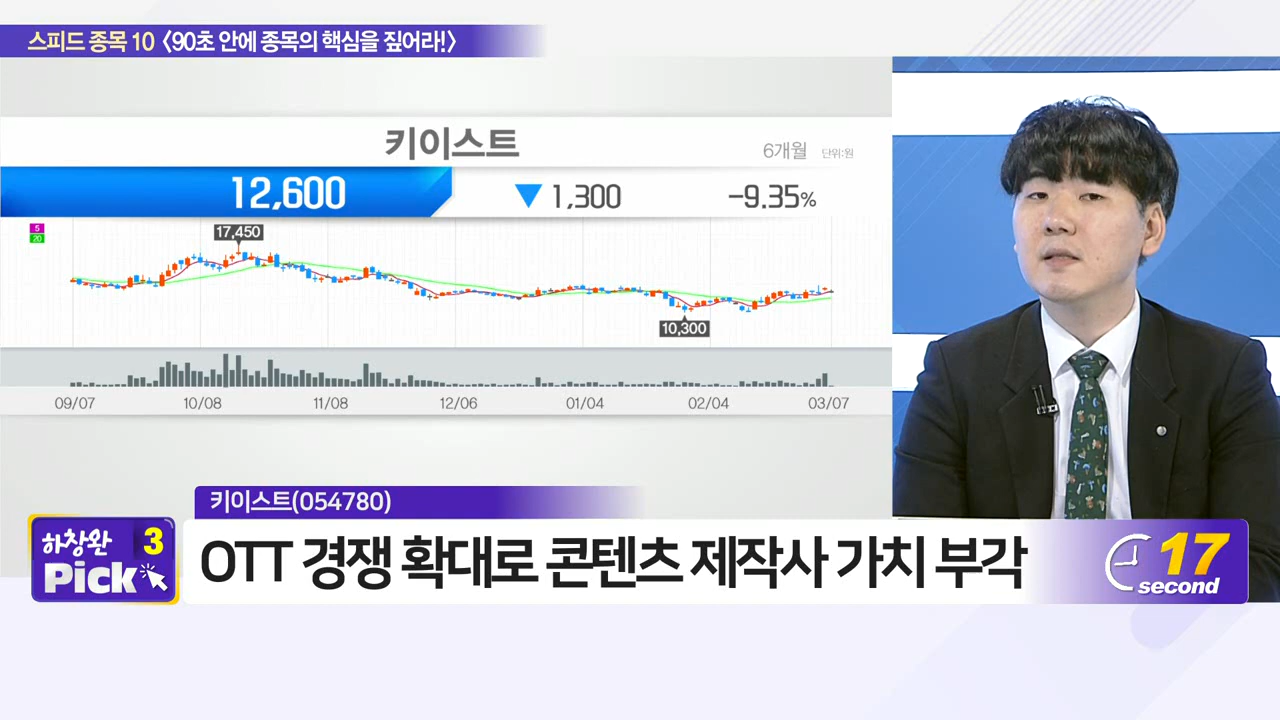 스피드 종목 10 <90초 안에 종목의 핵심을 짚어라!>
키이스트
6개월 단위:원
12,600 ▼ 1,300 -9.35%
5
20
17,450
10,300
09/07 10/08 11/08 12/06 01/04 02/04 03/07
키이스트(054780)
하창완 3
Pick
OTT 경쟁 확대로 콘텐츠 제작사 가치 부각
17
second